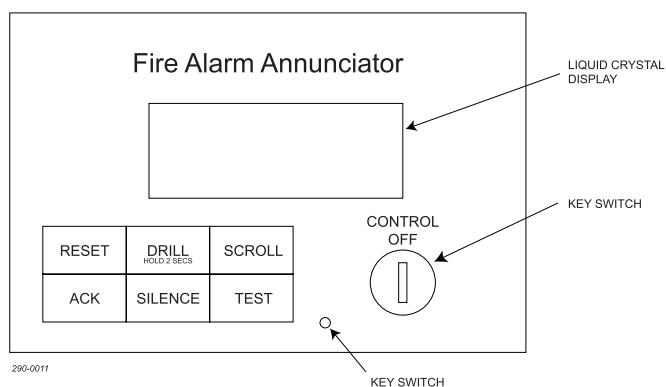 Fire Alarm Annunciator
LIQUID CRYSTAL
DISPLAY
KEY SWITCH
CONTROL
OFF
RESET
DRILL
HOLD 2 SECS
SCROLL
ACK
SILENCE
TEST
290-0011
KEY SWITCH